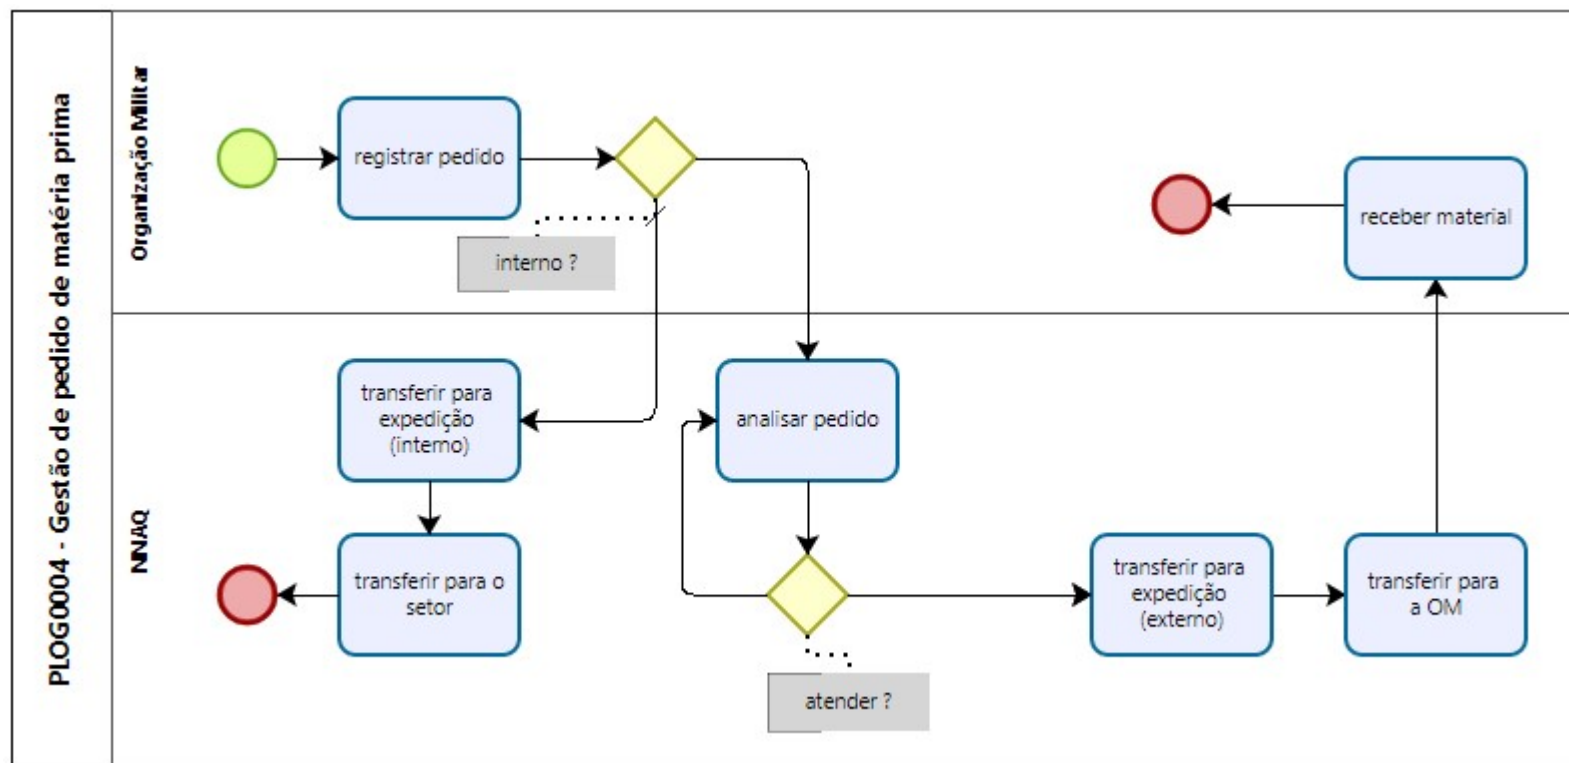 PLOG0004 - Gestão de pedido de matéria prima
Organização Militar
registrar pedido
interno ?
receber material
NNAQ
transferir para
expedição
(interno)
transferir para o
setor
analisar pedido
atender ?
transferir para
expedição
(externo)
transferir para
a OM